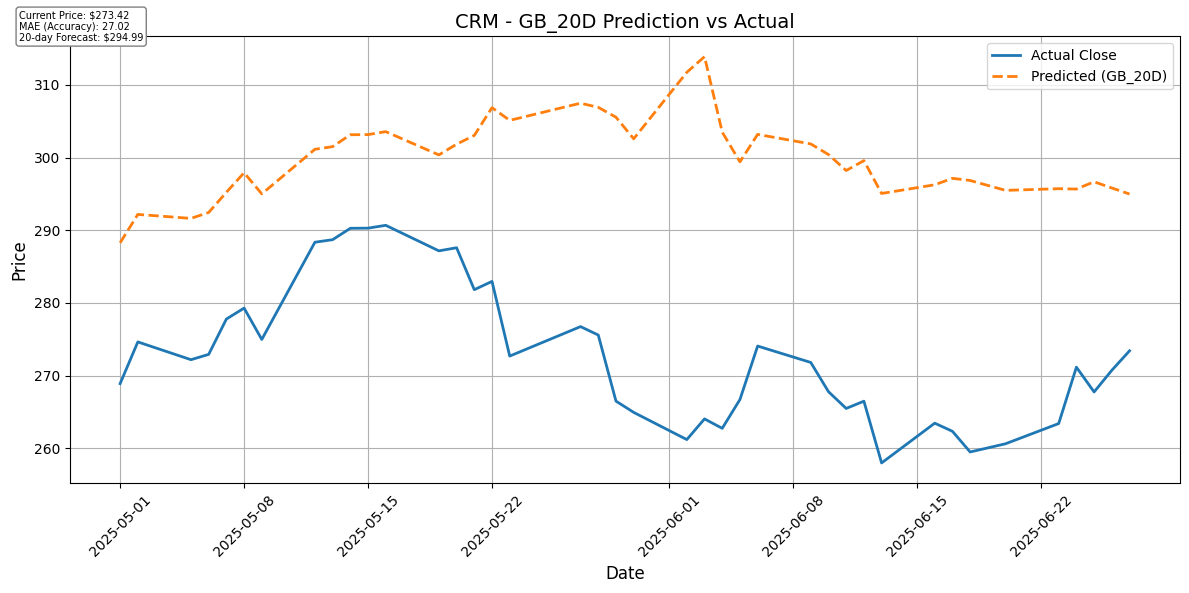 Current Price: $273.42
MAE (Accuracy): 27.02
20-day Forecast: $294.99
CRM - GB_20D Prediction vs Actual
Actual Close
Predicted (GB_20D)
Price
310
300
290
280
270
260
2025-05-01
2025-05-08
2025-05-15
2025-05-22
2025-06-01
2025-06-08
2025-06-15
2025-06-22
Date